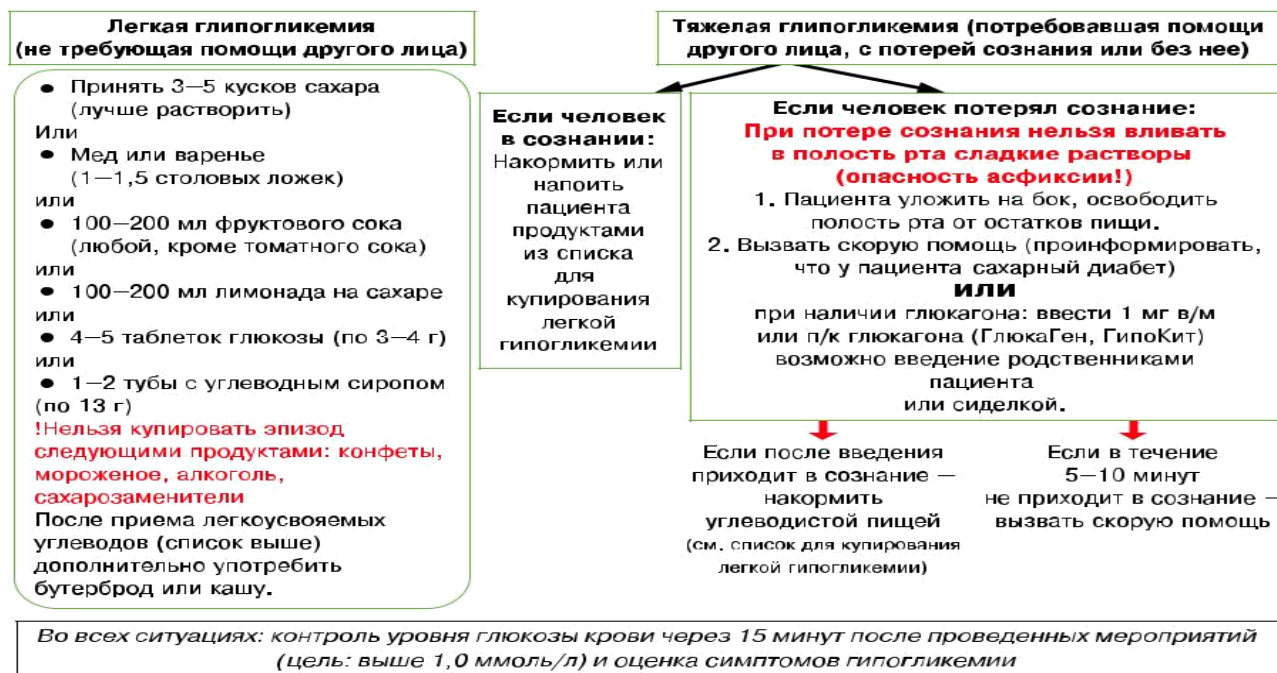 Легкая глипогликемия
(не требующая помощи другого лица)
• Принять 3—5 кусков сахара
(лучше растворить)
Или
• Мед или варенье
(1—1,5 столовых ложек)
или
• 100—200 мл фруктового сока
(любой, кроме томатного сока)
или
• 100—200 мл лимонада на сахаре
или
• 4—5 таблеток глюкозы (по 3—4 г)
или
• 1—2 тубы с углеводным сиропом
(по 13 г)
!Нельзя купировать эпизод
следующими продуктами: конфеты,
мороженое, алкоголь,
сахарозаменители
После приема легкоусвояемых
углеводов (список выше)
дополнительно употребить
бутерброд или кашу.
Тяжелая глипогликемия (потребовавшая помощи
другого лица, с потерей сознания или без нее)
Если человек
в сознании:
Накормить или
напоить
пациента
продуктами
из списка
для
купирования
легкой
гипогликемии
Если человек потерял сознание:
При потере сознания нельзя вливать
в полость рта сладкие растворы
(опасность асфиксии!)
1. Пациента уложить на бок, освободить
полость рта от остатков пищи.
2. Вызвать скорую помощь (проинформировать,
что у пациента сахарный диабет)
или
при наличии глюкагона: ввести 1 мг в/м
или п/к глюкагона (ГлюкаГен, ГипоКит)
возможно введение родственниками
пациента
или сиделкой.
Если после введения
приходит в сознание —
накормить
углеводистой пищей
(см. список для купирования
легкой гипогликемии)
Если в течение
5—10 минут
не приходит в сознание —
вызвать скорую помощь
Во всех ситуациях: контроль уровня глюкозы крови через 15 минут после проведенных мероприятий
(цель: выше 1,0 ммоль/л) и оценка симптомов гипогликемии